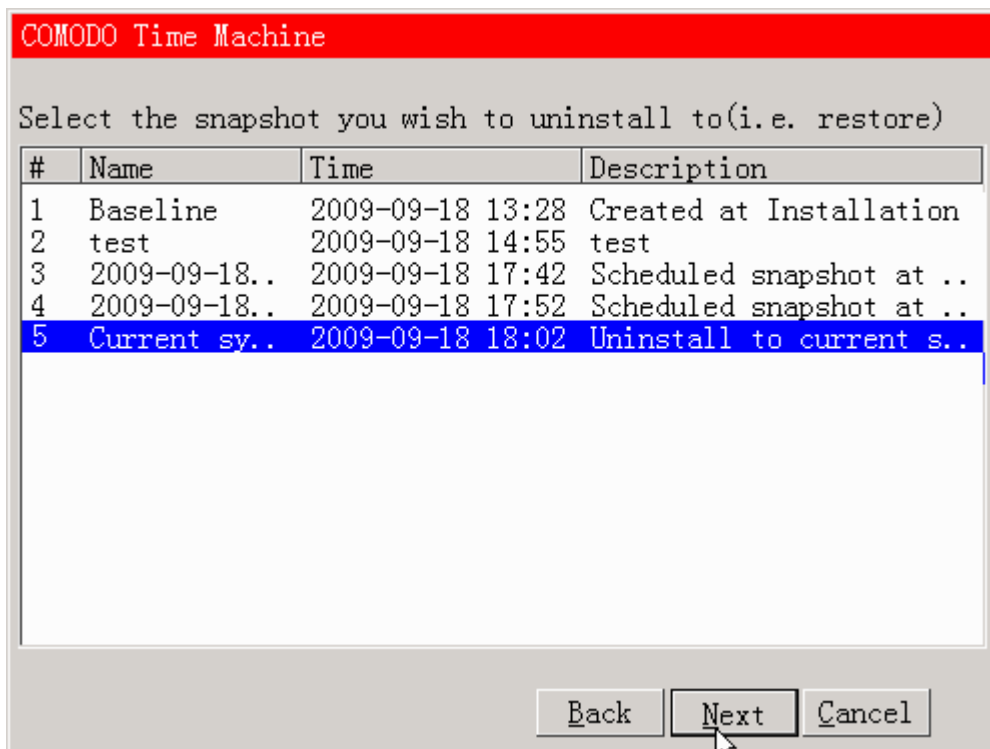 COMODO Time Machine
Select the snapshot you wish to uninstall to(i.e. restore)
# Name Time Description
1 Baseline 2009-09-18 13:28 Created at Installation
2 test 2009-09-18 14:55 test
3 2009-09-18.. 2009-09-18 17:42 Scheduled snapshot at ..
4 2009-09-18.. 2009-09-18 17:52 Scheduled snapshot at ..
5 Current sy.. 2009-09-18 18:02 Uninstall to current s..
Back Next Cancel